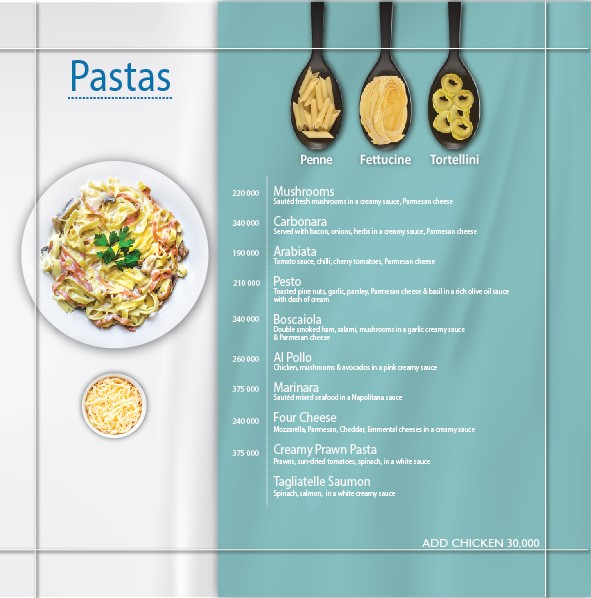 Pastas
Penne
Fettucine
Tortellini
220 000 Mushrooms
Sautéd fresh mushrooms in a creamy sauce, Parmesan cheese
240 000 Carbonara
Served with bacon, onions, herbs in a creamy sauce, Parmesan cheese
190 000 Arabiata
Tomato sauce, chilli, cherry tomatoes, Parmesan cheese
210 000 Pesto
Toasted pine nuts, garlic, parsley, Parmesan cheese & basil in a rich olive oil sauce
with dash of cream
240 000 Boscaiola
Double smoked ham, salami, mushrooms in a garlic creamy sauce
& Parmesan cheese
260 000 Al Pollo
Chicken, mushrooms & avocados in a pink creamy sauce
375 000 Marinara
Sautéd mixed seafood in a Napolitana sauce
240 000 Four Cheese
Mozzarella, Parmesan, Cheddar, Emmental cheeses in a creamy sauce
375 000 Creamy Prawn Pasta
Prawns, sun-dried tomatoes, spinach, in a white sauce
Tagliatelle Saumon
Spinach, salmon, in a white creamy sauce
ADD CHICKEN 30,000